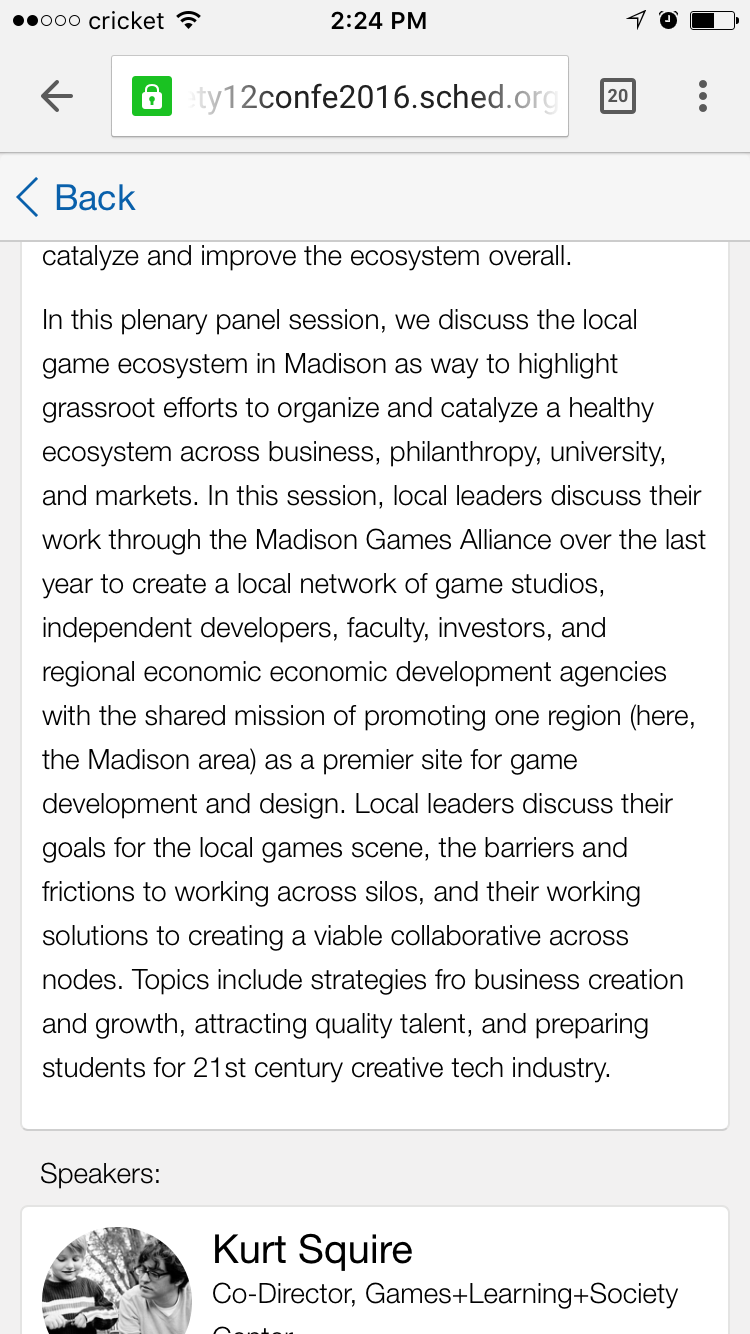 cricket
2:24 PM
ety12confe2016.sched.org
20
Back
catalyze and improve the ecosystem overall.
In this plenary panel session, we discuss the local
game ecosystem in Madison as way to highlight
grassroot efforts to organize and catalyze a healthy
ecosystem across business, philanthropy, university,
and markets. In this session, local leaders discuss their
work through the Madison Games Alliance over the last
year to create a local network of game studios,
independent developers, faculty, investors, and
regional economic economic development agencies
with the shared mission of promoting one region (here,
the Madison area) as a premier site for game
development and design. Local leaders discuss their
goals for the local games scene, the barriers and
frictions to working across silos, and their working
solutions to creating a viable collaborative across
nodes. Topics include strategies fro business creation
and growth, attracting quality talent, and preparing
students for 21st century creative tech industry.
Speakers:
Kurt Squire
Co-Director, Games+Learning+Society
Center